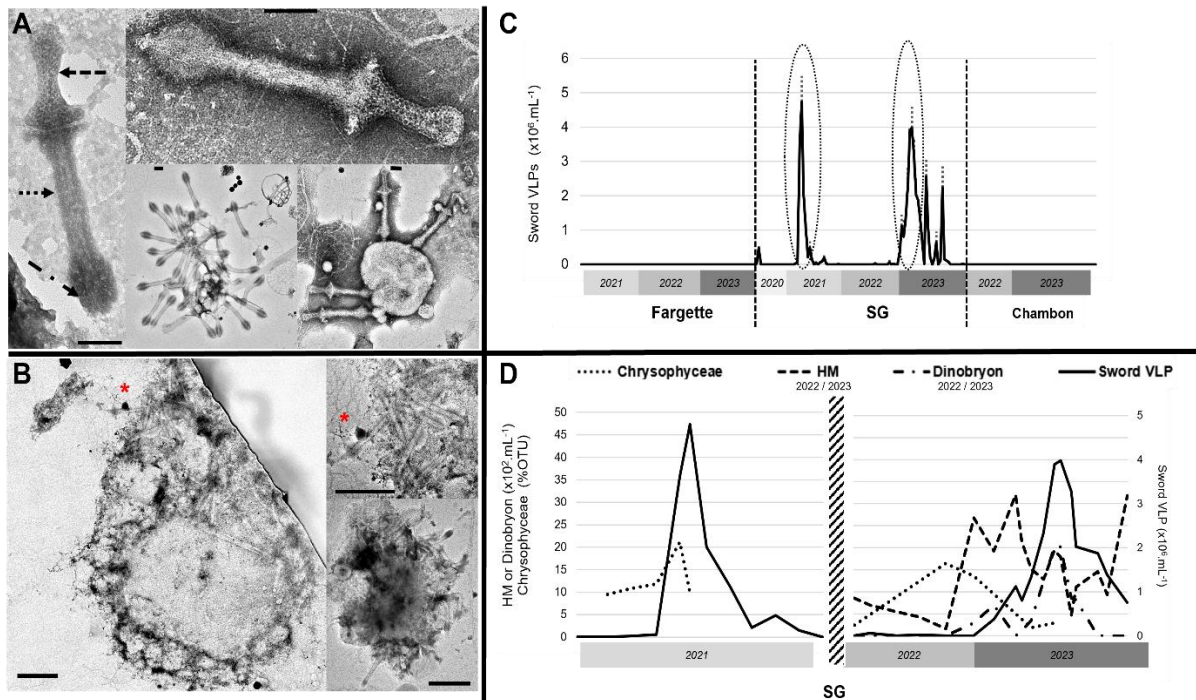 A
B
C
6
5
4
3
2
1
0
Sword VLPs (x10⁶.mL⁻¹)
2021 2022 2023 2020 2021 2022 2023 2022 2023
Fargette SG Chambon
D
Chrysophyceae HM Dinobryon Sword VLP
2022 / 2023 2022 / 2023
50
45
40
35
30
25
20
15
10
5
0
HM or Dinobryon (x10².mL⁻¹)
Chrysophyceae (%OTU)
5
4
3
2
1
0
Sword VLP (x10⁶.mL⁻¹)
2021 2022 2023
SG